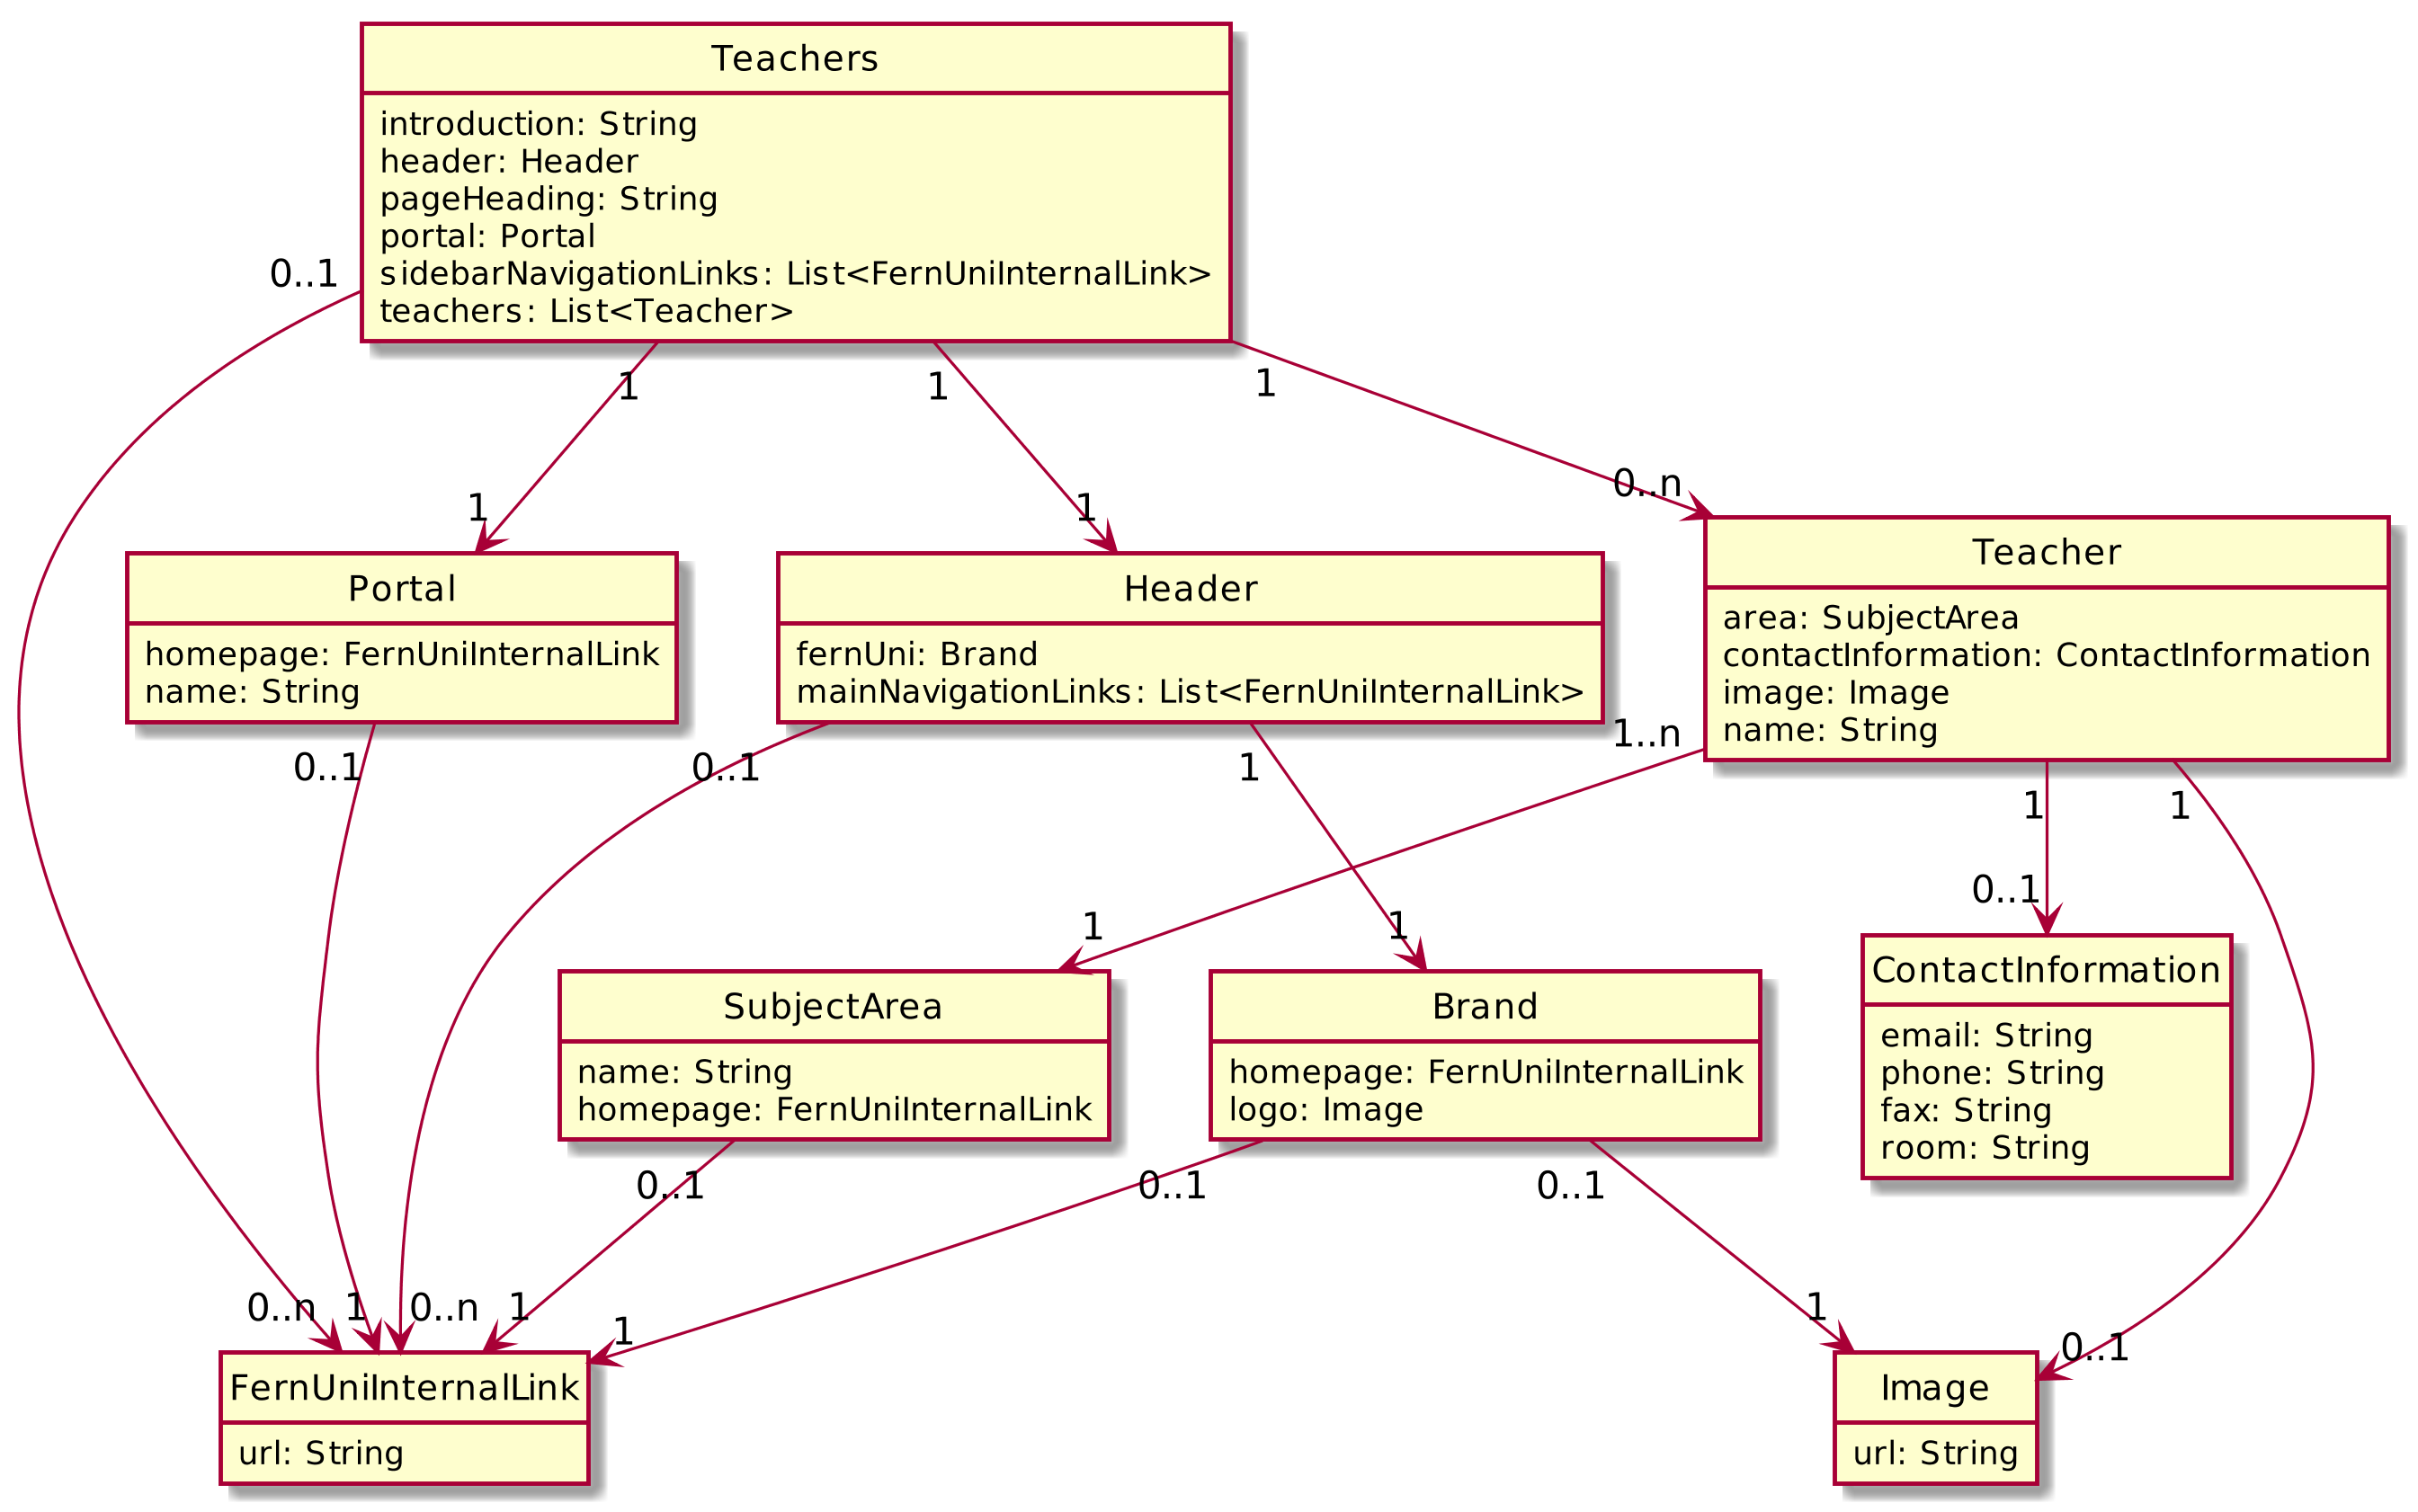 Teachers
introduction: String
header: Header
pageHeading: String
portal: Portal
sidebarNavigationLinks: List<FernUniInternalLink>
teachers: List<Teacher>
0..1
1
1
1
1
1
0..n
Portal
homepage: FernUniInternalLink
name: String
Header
fernUni: Brand
mainNavigationLinks: List<FernUniInternalLink>
Teacher
area: SubjectArea
contactInformation: ContactInformation
image: Image
name: String
0..1
0..1
1
1..n
1
1
1
1
0..1
SubjectArea
name: String
homepage: FernUniInternalLink
Brand
homepage: FernUniInternalLink
logo: Image
ContactInformation
email: String
phone: String
fax: String
room: String
0..1
0..1
0..1
0..n
1
0..n
1
1
1
0..1
FernUniInternalLink
url: String
Image
url: String